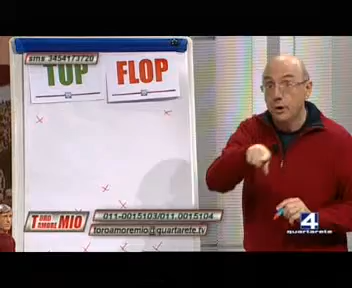 sms 3454173720
TOP
FLOP
TORO AMORE MIO
011-0015103/011.0015104
toroamoremio@quartarete.tv
4
quartarete